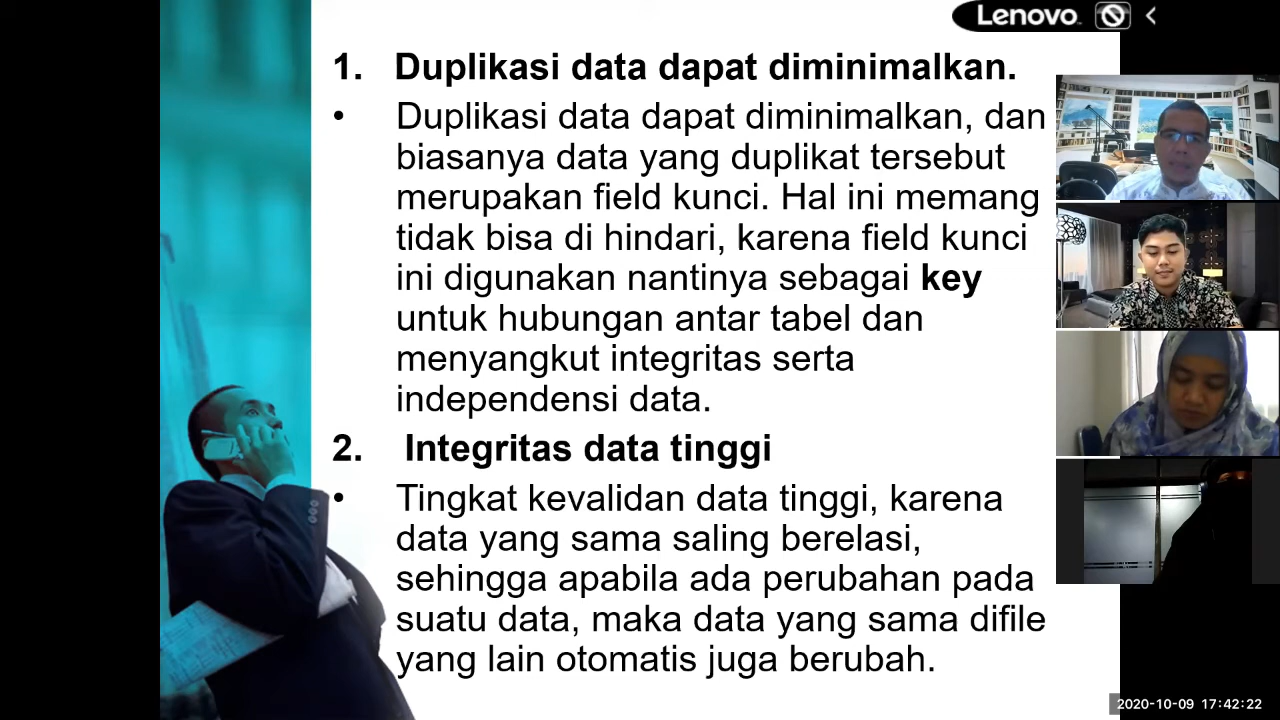 Lenovo
1. Duplikasi data dapat diminimalkan.
• Duplikasi data dapat diminimalkan, dan
biasanya data yang duplikat tersebut
merupakan field kunci. Hal ini memang
tidak bisa di hindari, karena field kunci
ini digunakan nantinya sebagai key
untuk hubungan antar tabel dan
menyangkut integritas serta
independensi data.
2. Integritas data tinggi
• Tingkat kevalidan data tinggi, karena
data yang sama saling berelasi,
sehingga apabila ada perubahan pada
suatu data, maka data yang sama difile
yang lain otomatis juga berubah.
2020-10-09 17:42:22